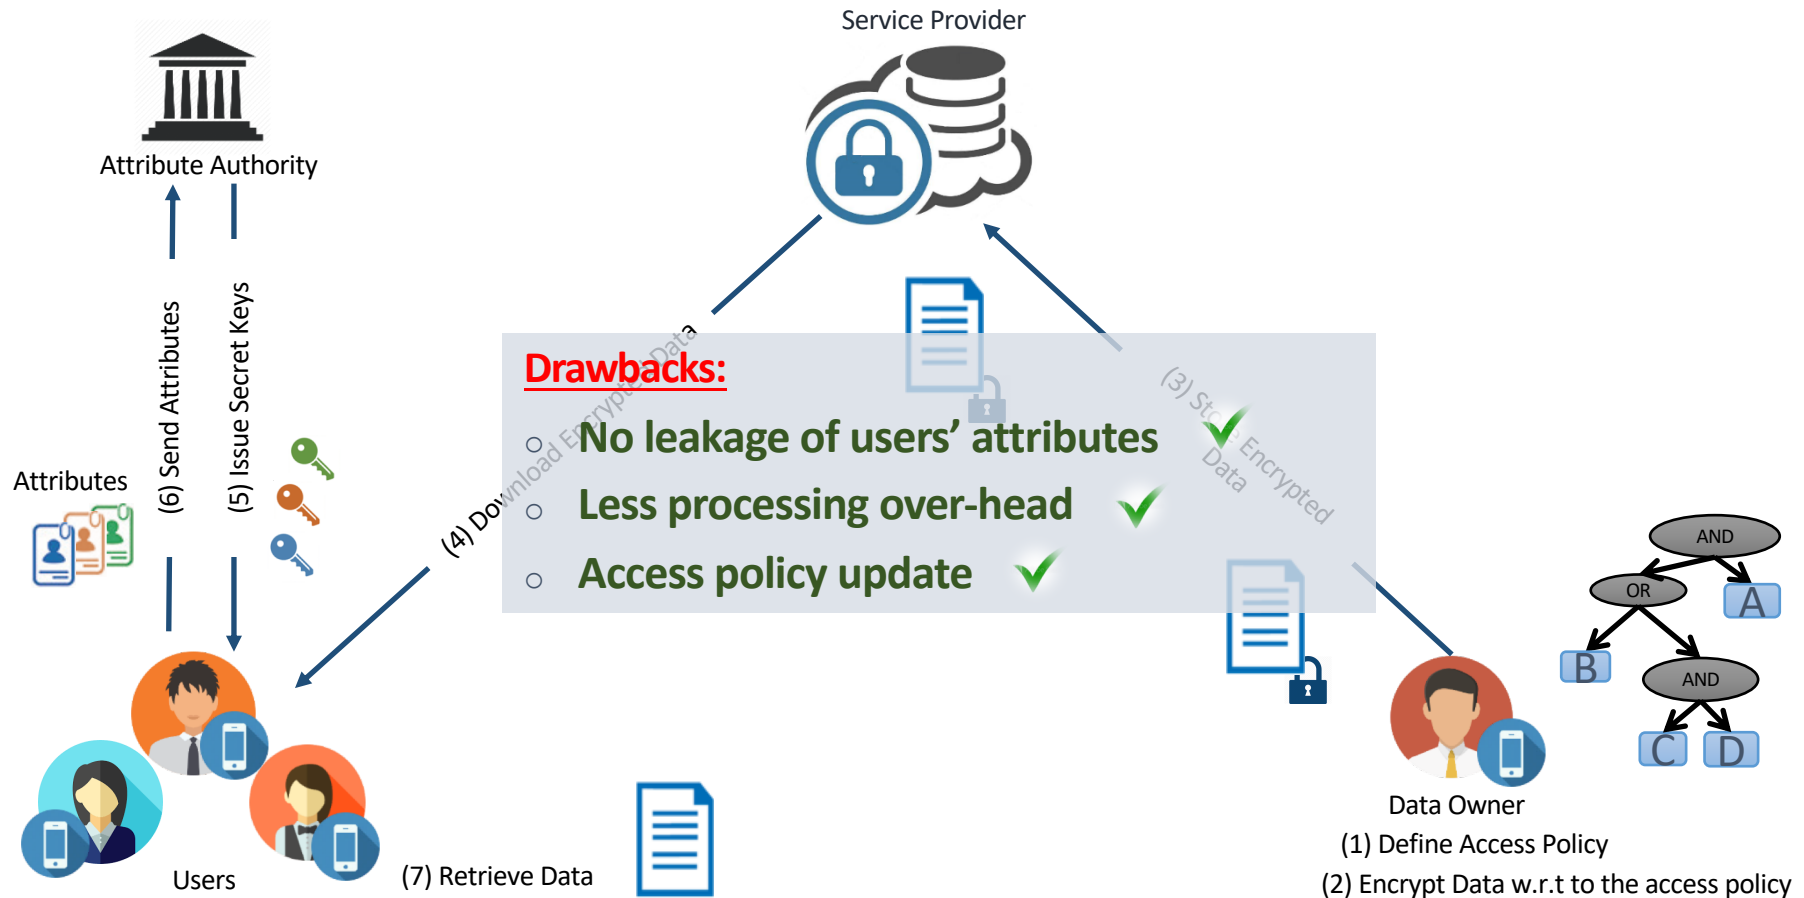 Service Provider
Attribute Authority
(6) Send Attributes
(5) Issue Secret Keys
Attributes
(4) Download Encrypted Data
(3) Store Encrypted
Data
Drawbacks:
o No leakage of users’ attributes
o Less processing over-head
o Access policy update
AND
OR
A
B
AND
C
D
Users
(7) Retrieve Data
Data Owner
(1) Define Access Policy
(2) Encrypt Data w.r.t to the access policy